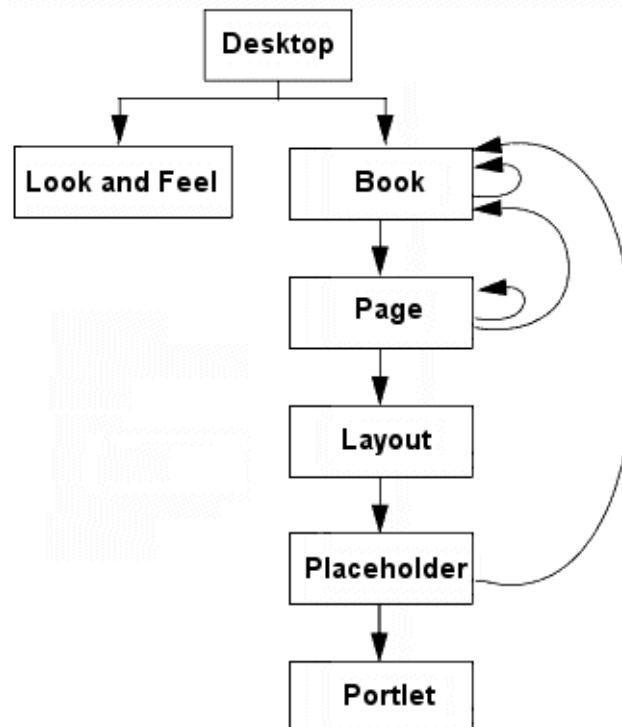 Desktop
Look and Feel
Book
Page
Layout
Placeholder
Portlet